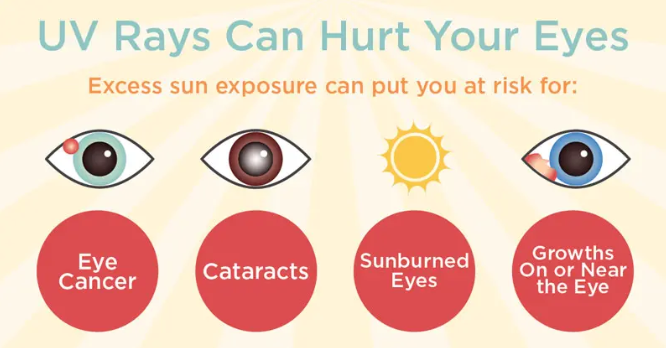 UV Rays Can Hurt Your Eyes
Excess sun exposure can put you at risk for:
Eye
Cancer
Cataracts
Sunburned
Eyes
Growths
On or Near
the Eye